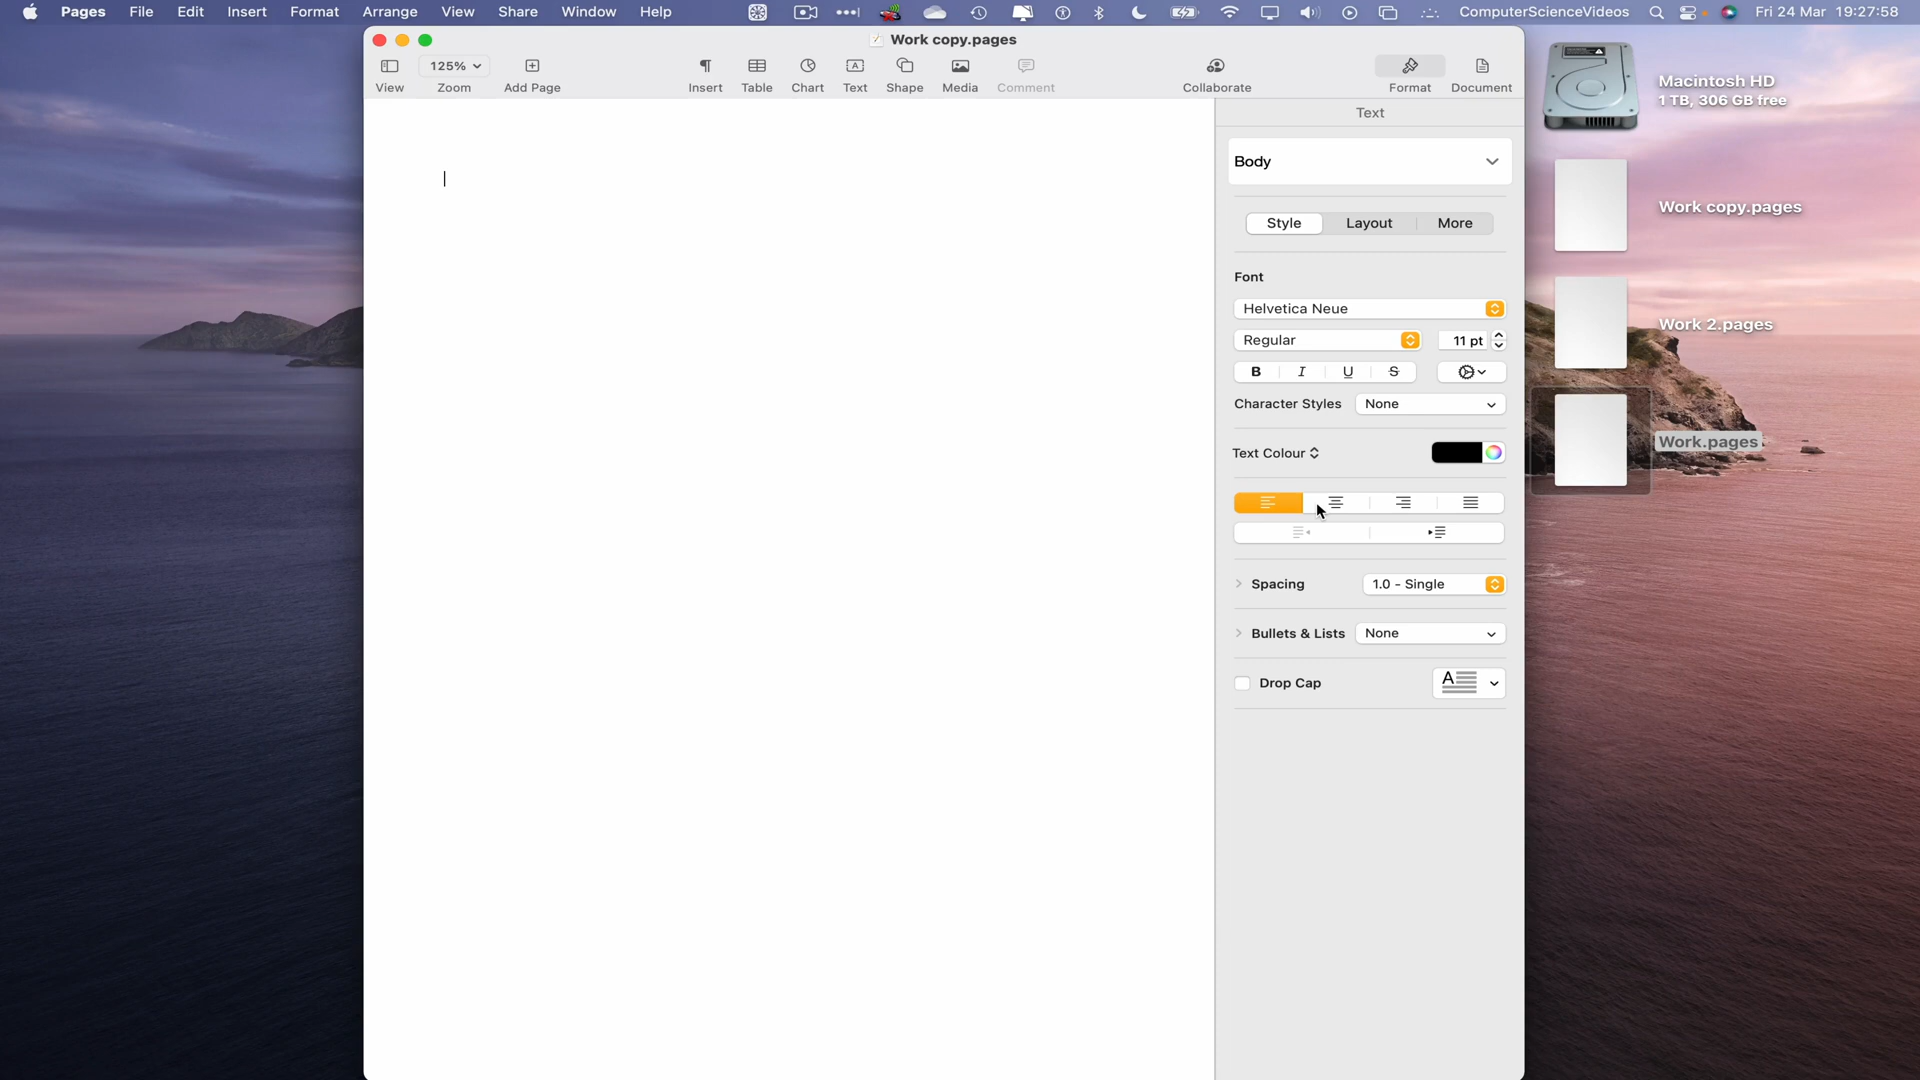 Pages File Edit Insert Format Arrange View Share Window Help ComputerScienceVideos Fri 24 Mar 19:27:58
Work copy.pages
125%
View Zoom Add Page Insert Table Chart Text Shape Media Comment Collaborate Format Document
Text
Body
Style Layout More
Font
Helvetica Neue
Regular 11 pt
B I U S
Character Styles None
Text Colour
Spacing 1.0 - Single
Bullets & Lists None
Drop Cap A
Macintosh HD
1 TB, 306 GB free
Work copy.pages
Work 2.pages
Work.pages